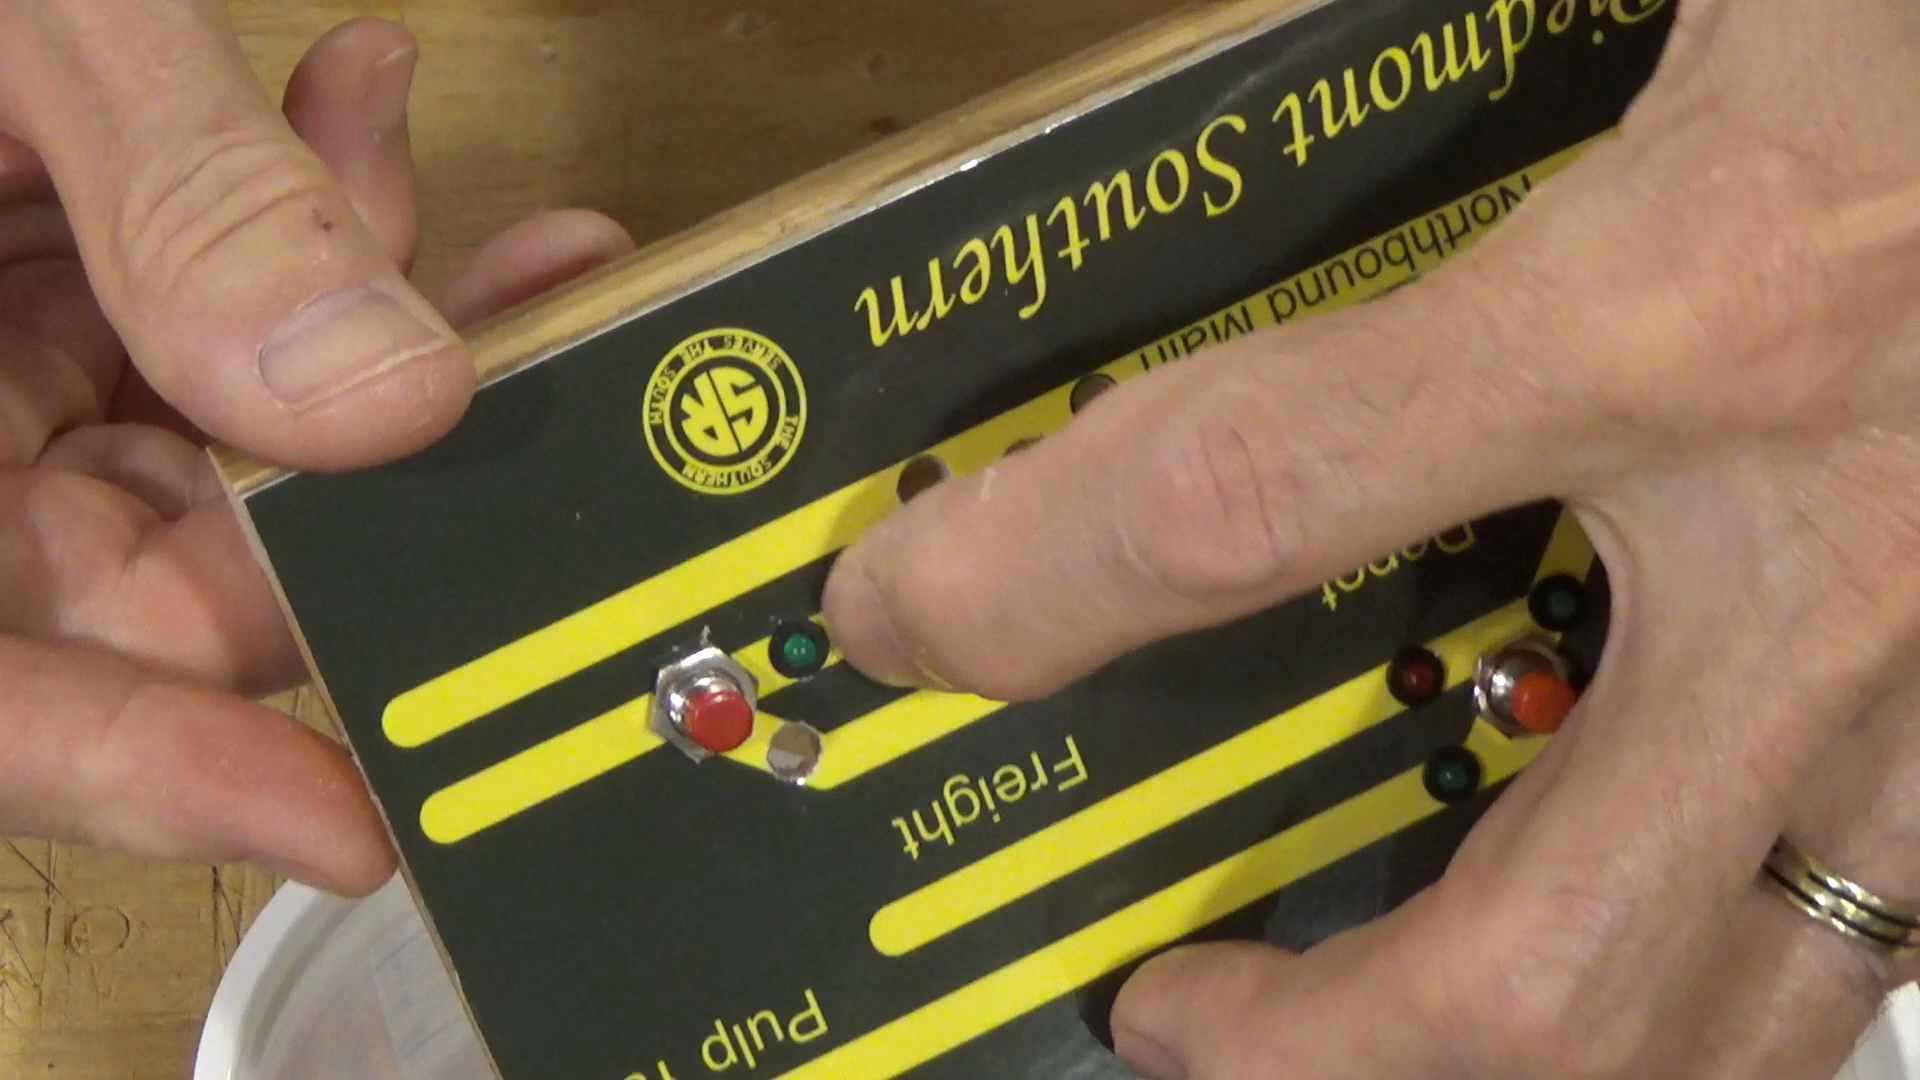 Piedmont Southern
THE SOUTHERN
SERVES THE SOUTH
SR
Northbound Main
Depot
Freight
Pulp